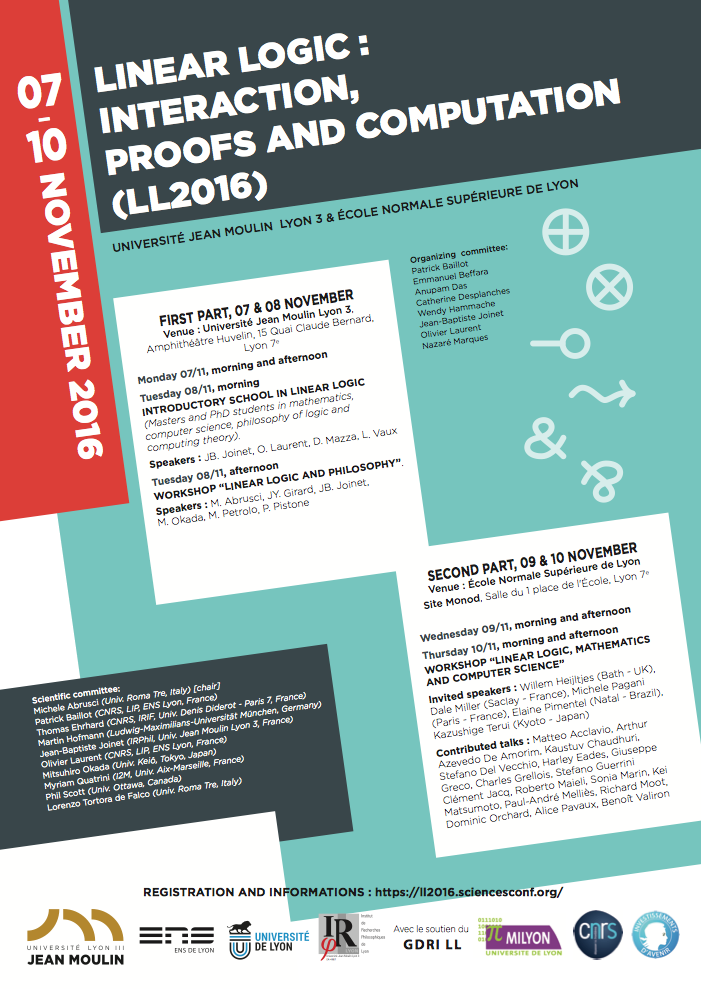 07
-
10
NOVEMBER 2016
LINEAR LOGIC :
INTERACTION,
PROOFS AND COMPUTATION
(LL2016)
UNIVERSITÉ JEAN MOULIN LYON 3 & ÉCOLE NORMALE SUPÉRIEURE DE LYON
Organizing committee:
Patrick Baillot
Emmanuel Beffara
Anupam Das
Catherine Desplanches
Wendy Hammache
Jean-Baptiste Joinet
Olivier Laurent
Nazaré Marques
FIRST PART, 07 & 08 NOVEMBER
Venue : Université Jean Moulin Lyon 3,
Amphithéâtre Huvelin, 15 Quai Claude Bernard,
Lyon 7e
Monday 07/11, morning and afternoon
Tuesday 08/11, morning
INTRODUCTORY SCHOOL IN LINEAR LOGIC
(Masters and PhD students in mathematics,
computer science, philosophy of logic and
computing theory).
Speakers : JB. Joinet, O. Laurent, D. Mazza, L. Vaux
Tuesday 08/11, afternoon
WORKSHOP “LINEAR LOGIC AND PHILOSOPHY”.
Speakers : M. Abrusci, JY. Girard, JB. Joinet,
M. Okada, M. Petrolo, P. Pistone
&
SECOND PART, 09 & 10 NOVEMBER
Venue : École Normale Supérieure de Lyon
Site Monod, Salle du 1 place de l'École, Lyon 7e
Wednesday 09/11, morning and afternoon
Thursday 10/11, morning and afternoon
WORKSHOP “LINEAR LOGIC, MATHEMATICS
AND COMPUTER SCIENCE”
Invited speakers : Willem Heijltjes (Bath - UK),
Dale Miller (Saclay - France), Michele Pagani
(Paris - France), Elaine Pimentel (Natal - Brazil),
Kazushige Terui (Kyoto - Japan)
Contributed talks : Matteo Acclavio, Arthur
Azevedo De Amorim, Kaustuv Chaudhuri,
Stefano Del Vecchio, Harley Eades, Giuseppe
Greco, Charles Grellois, Stefano Guerrini
Clément Jacq, Roberto Maieli, Sonia Marin, Kei
Matsumoto, Paul-André Melliès, Richard Moot,
Dominic Orchard, Alice Pavaux, Benoît Valiron
Scientific committee:
Michele Abrusci (Univ. Roma Tre, Italy) [chair]
Patrick Baillot (CNRS, LIP, ENS Lyon, France)
Thomas Ehrhard (CNRS, IRIF, Univ. Denis Diderot - Paris 7, France)
Martin Hofmann (Ludwig-Maximilians-Universität München, Germany)
Jean-Baptiste Joinet (IRPhil, Univ. Jean Moulin Lyon 3, France)
Olivier Laurent (CNRS, LIP, ENS Lyon, France)
Mitsuhiro Okada (Univ. Keiō, Tokyo, Japan)
Myriam Quatrini (I2M, Univ. Aix-Marseille, France)
Phil Scott (Univ. Ottawa, Canada)
Lorenzo Tortora de Falco (Univ. Roma Tre, Italy)
REGISTRATION AND INFORMATIONS : https://ll2016.sciencesconf.org/
UNIVERSITÉ LYON III
JEAN MOULIN
ENS
ENS DE LYON
UNIVERSITÉ
DE LYON
IR
φ
Institut
de
Recherches
Philosophiques
de
Lyon
Avec le soutien du
GDRI LL
π MILYON
UNIVERSITÉ DE LYON
cnrs
INVESTISSEMENTS
D'AVENIR